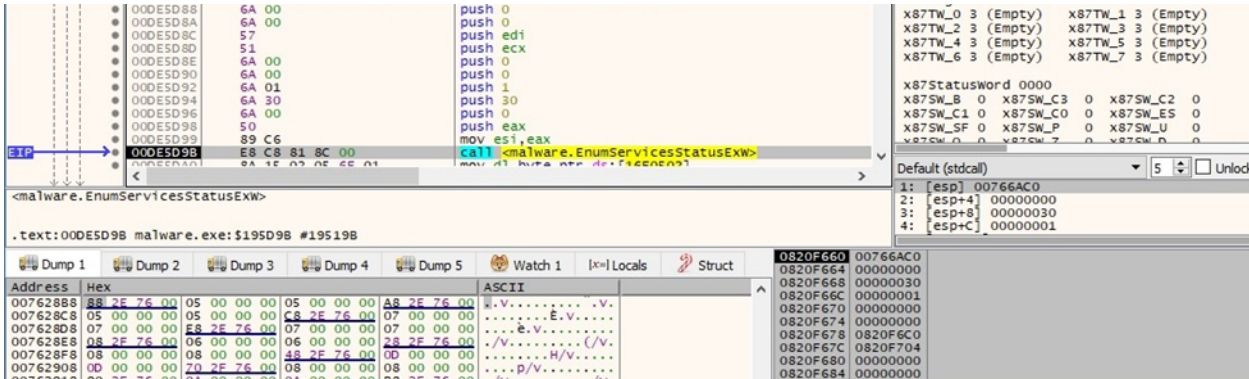 00DE5D88 6A 00 push 0
00DE5D8A 6A 00 push 0
00DE5D8C 57 push edi
00DE5D8D 51 push ecx
00DE5D8E 6A 00 push 0
00DE5D90 6A 00 push 0
00DE5D92 6A 01 push 1
00DE5D94 6A 30 push 30
00DE5D96 6A 00 push 0
00DE5D98 50 push eax
00DE5D99 89 C6 mov esi,eax
EIP 00DE5D9B E8 C8 81 8C 00 call <malware.EnumServicesStatusExW>
<malware.EnumServicesStatusExW>
.text:00DE5D9B malware.exe:$195D9B #19519B
x87TW_0 3 (Empty) x87TW_1 3 (Empty)
x87TW_2 3 (Empty) x87TW_3 3 (Empty)
x87TW_4 3 (Empty) x87TW_5 3 (Empty)
x87TW_6 3 (Empty) x87TW_7 3 (Empty)
x87StatusWord 0000
x87SW_B 0 x87SW_C3 0 x87SW_C2 0
x87SW_C1 0 x87SW_C0 0 x87SW_ES 0
x87SW_SF 0 x87SW_P 0 x87SW_U 0
Default (stdcall) 5 Unlock
1: [esp] 00766AC0
2: [esp+4] 00000000
3: [esp+8] 00000030
4: [esp+C] 00000001
Dump 1 Dump 2 Dump 3 Dump 4 Dump 5 Watch 1 [x=] Locals Struct
Address Hex ASCII
007628B8 88 2E 76 00 05 00 00 00 05 00 00 00 A8 2E 76 00 ..v.........¨.v.
007628C8 05 00 00 00 05 00 00 00 C8 2E 76 00 07 00 00 00 ........È.v.....
007628D8 07 00 00 00 E8 2E 76 00 07 00 00 00 07 00 00 00 ....è.v.........
007628E8 08 2F 76 00 06 00 00 00 06 00 00 00 28 2F 76 00 ./v.........(/v.
007628F8 08 00 00 00 08 00 00 00 48 2F 76 00 0D 00 00 00 ........H/v.....
00762908 0D 00 00 00 70 2F 76 00 08 00 00 00 08 00 00 00 ....p/v.........
0820F660 00766AC0
0820F664 00000000
0820F668 00000030
0820F66C 00000001
0820F670 00000000
0820F674 00000000
0820F678 0820F6C0
0820F67C 0820F704
0820F680 00000000
0820F684 00000000